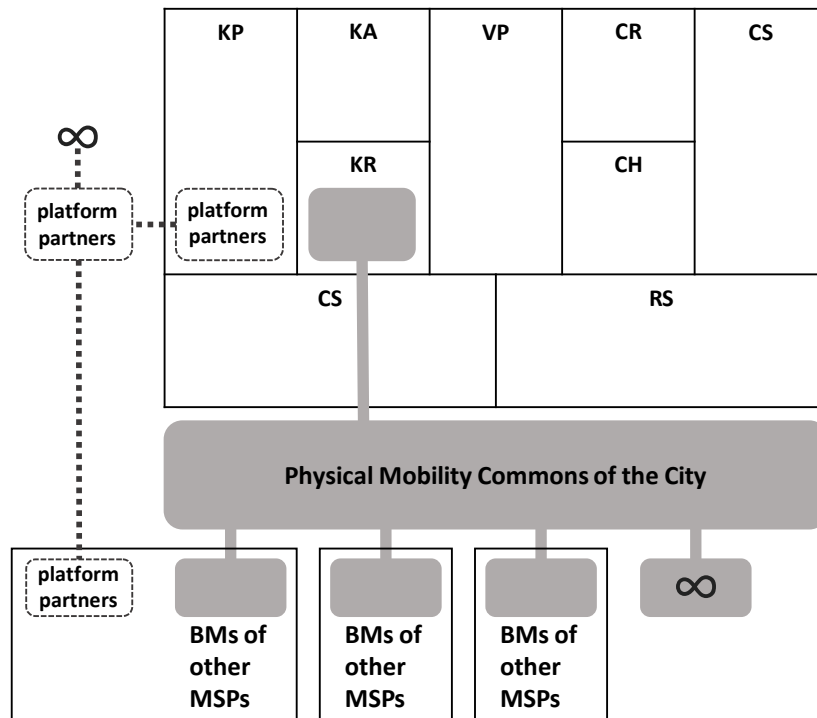 KP
KA
VP
CR
CS
∞
KR
CH
platform
partners
platform
partners
CS
RS
Physical Mobility Commons of the City
platform
partners
∞
BMs of
other
MSPs
BMs of
other
MSPs
BMs of
other
MSPs